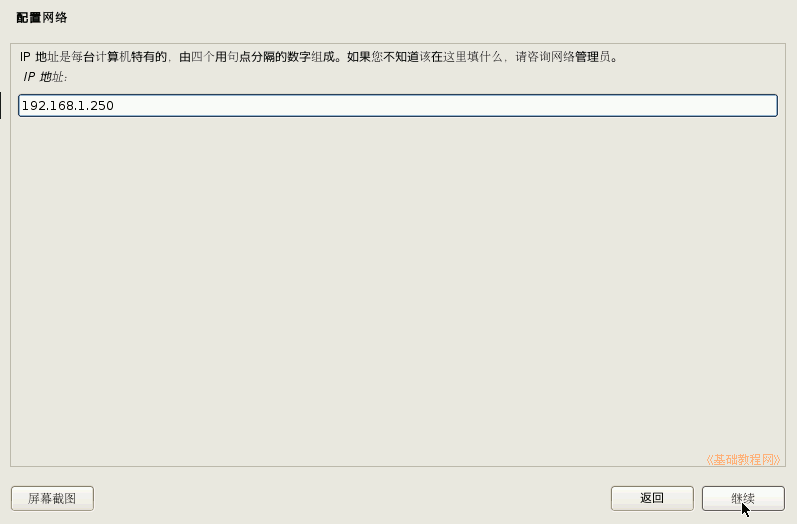 配置网络
IP 地址是每台计算机特有的，由四个用句点分隔的数字组成。如果您不知道该在这里填什么，请咨询网络管理员。
IP 地址:
192.168.1.250
《基础教程网》
屏幕截图
返回
继续